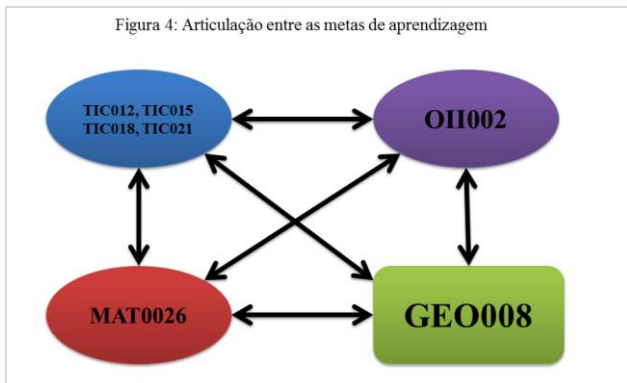 Figura 4: Articulação entre as metas de aprendizagem
TIC012, TIC015
TIC018, TIC021
OII002
MAT0026
GEO008